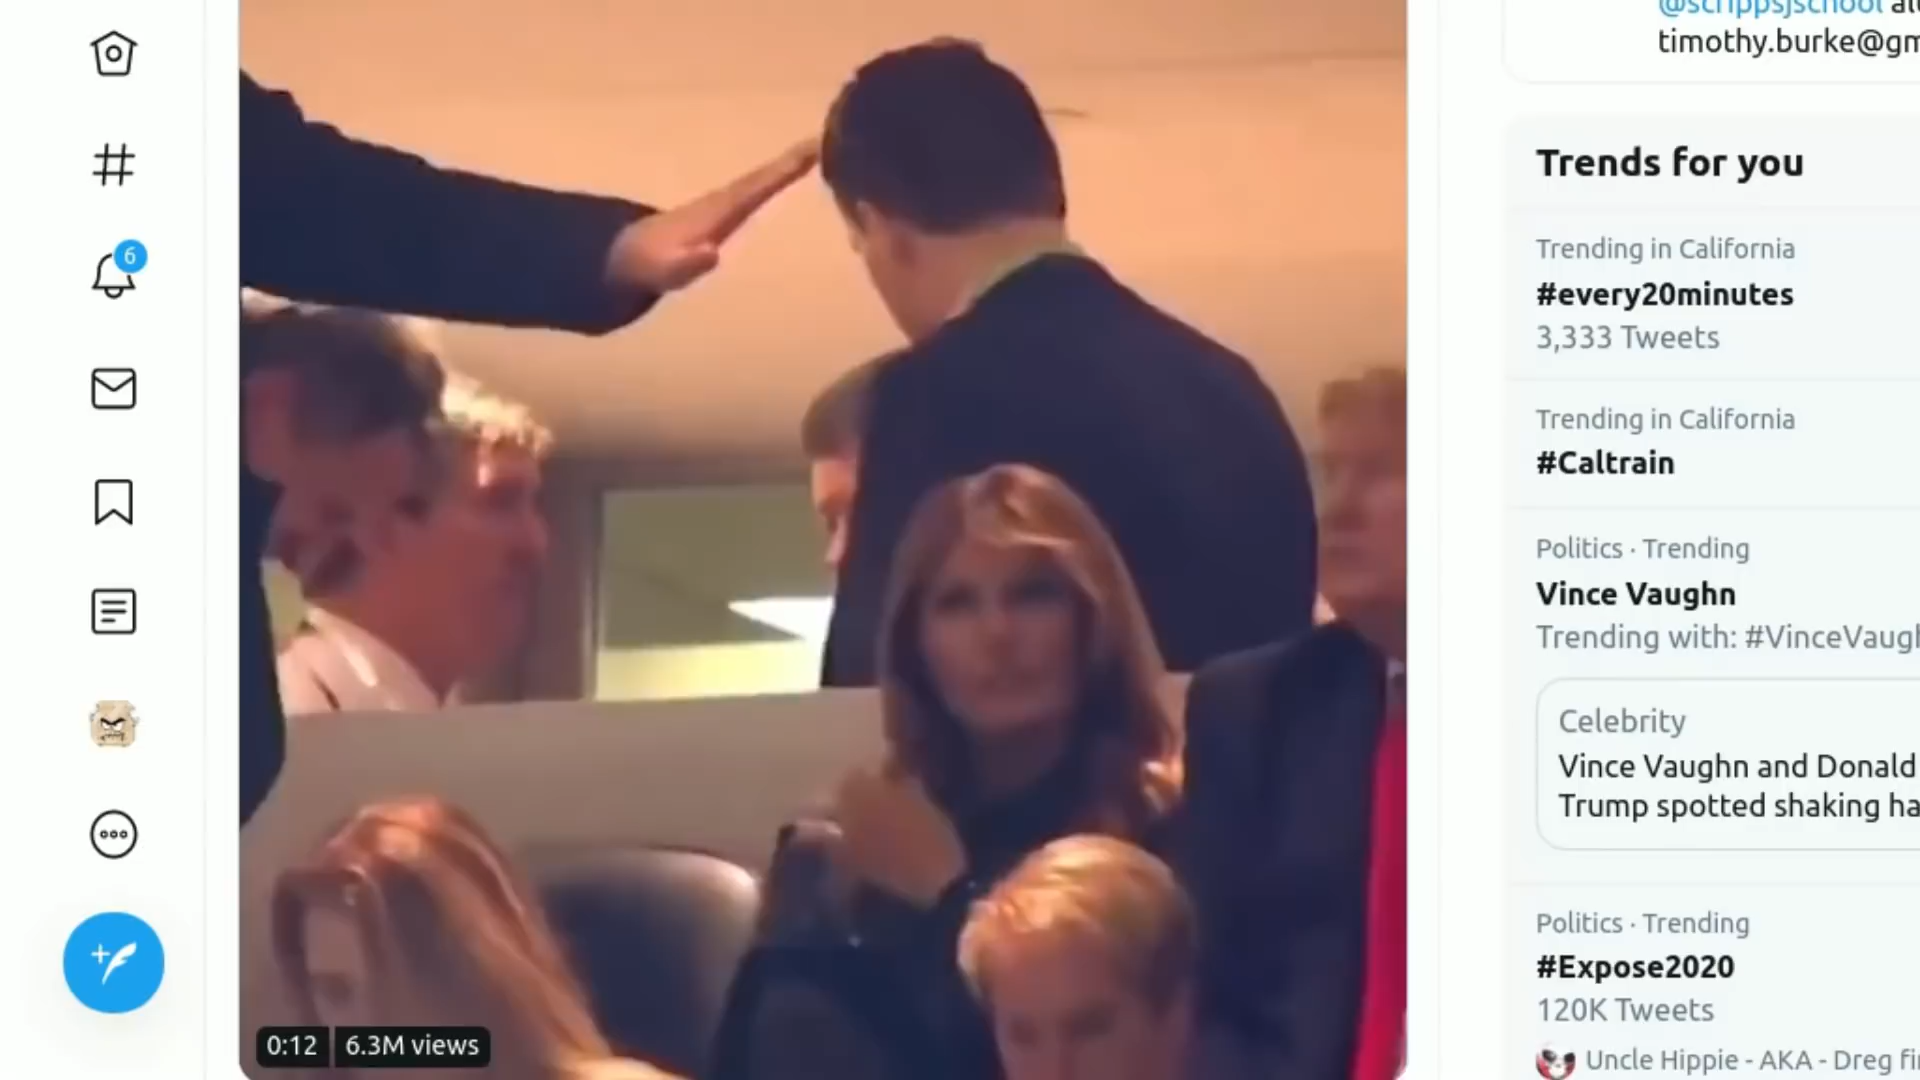 6
0:12
6.3M views
@scrippsjschool
timothy.burke@gm
Trends for you
Trending in California
#every20minutes
3,333 Tweets
Trending in California
#Caltrain
Politics · Trending
Vince Vaughn
Trending with: #VinceVaugh
Celebrity
Vince Vaughn and Donald
Trump spotted shaking ha
Politics · Trending
#Expose2020
120K Tweets
Uncle Hippie - AKA - Dreg fi